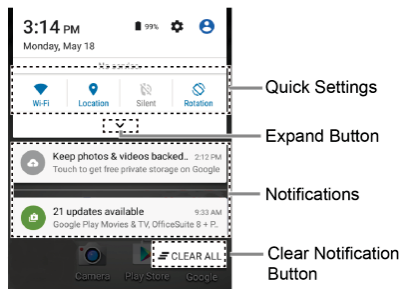 3:14 PM
99%
Monday, May 18
Wi-Fi
Location
Silent
Rotation
Quick Settings
Expand Button
Keep photos & videos backed.. 2:12 PM
Touch to get free private storage on Google
Notifications
21 updates available 9:33 AM
Google Play Movies & TV, OfficeSuite 8 + P..
CLEAR ALL
Clear Notification
Button
Camera
Play Store
Google